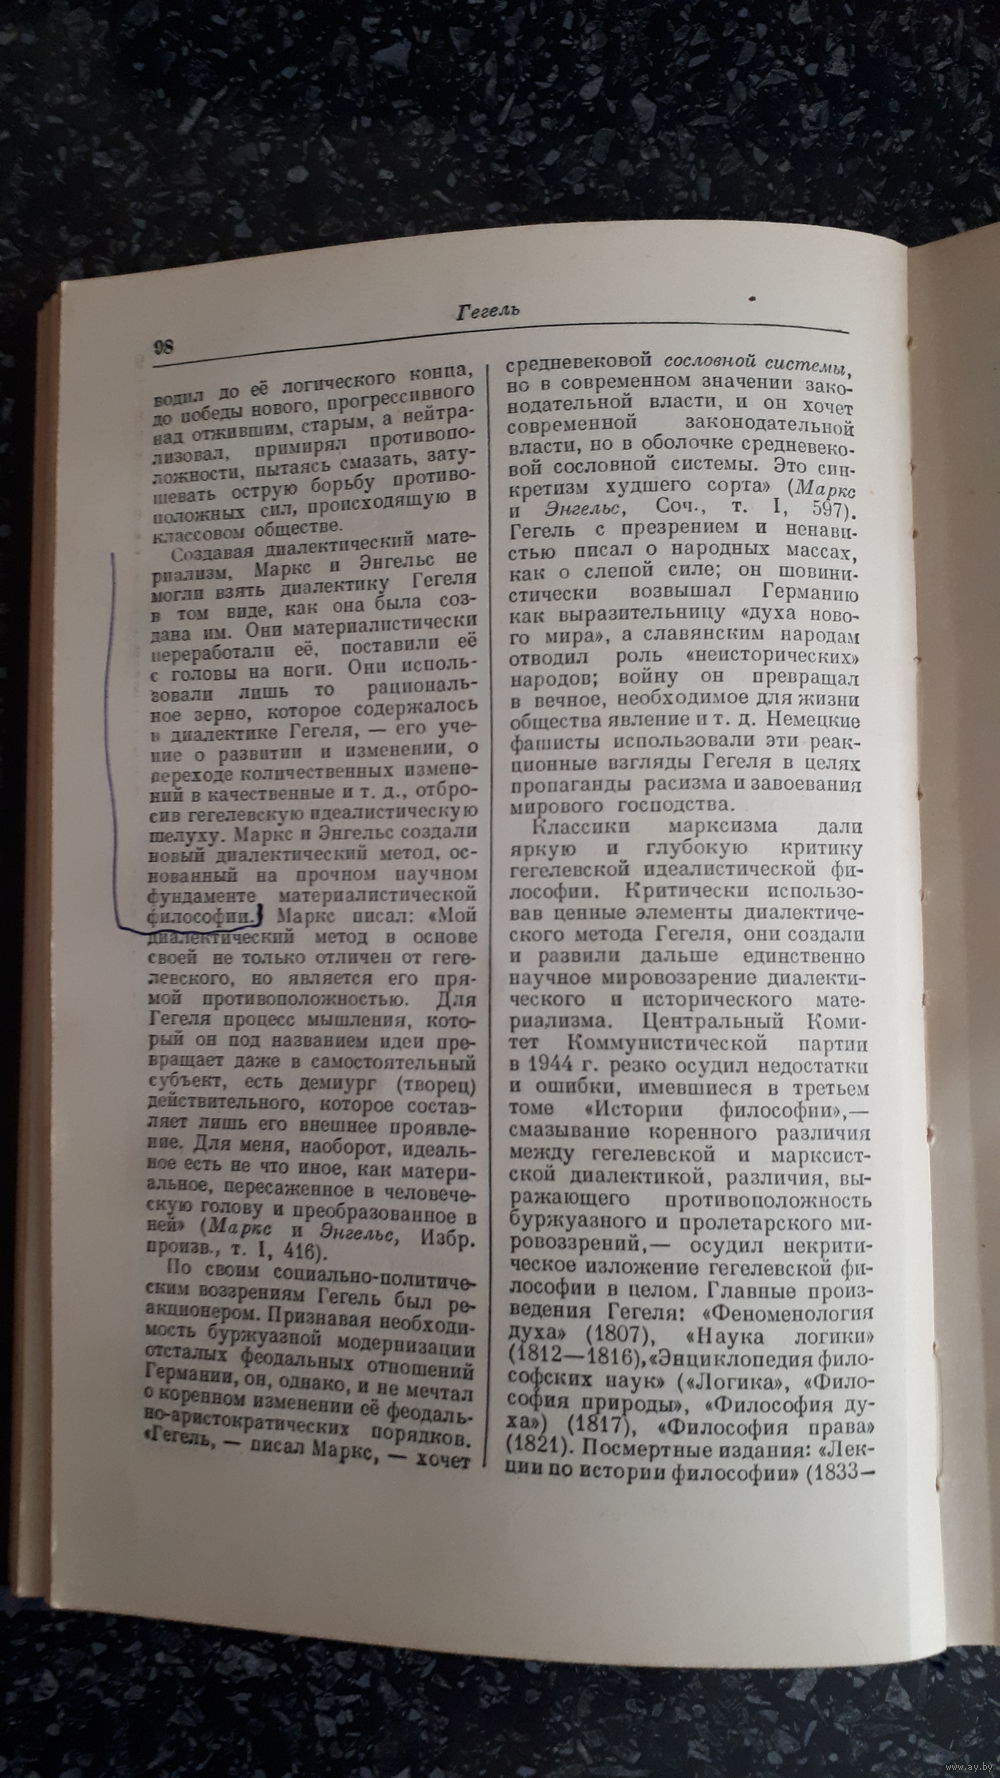 98
Гегель
водил до её логического конца,
до победы нового, прогрессивного
над отжившим, старым, а нейтра-
лизовал, примирял противопо-
ложности, пытаясь смазать, зату-
шевать острую борьбу противо-
положных сил, происходящую в
классовом обществе.
Создавая диалектический мате-
риализм, Маркс и Энгельс не
могли взять диалектику Гегеля
в том виде, как она была соз-
дана им. Они материалистически
переработали её, поставили её
с головы на ноги. Они исполь-
зовали лишь то рациональ-
ное зерно, которое содержалось
в диалектике Гегеля, — его уче-
ние о развитии и изменении, о
переходе количественных измене-
ний в качественные и т. д., отбро-
сив гегелевскую идеалистическую
шелуху. Маркс и Энгельс создали
новый диалектический метод, ос-
нованный на прочном научном
фундаменте материалистической
философии. Маркс писал: «Мой
диалектический метод в основе
своей не только отличен от геге-
левского, но является его пря-
мой противоположностью. Для
Гегеля процесс мышления, кото-
рый он под названием идеи пре-
вращает даже в самостоятельный
субъект, есть демиург (творец)
действительного, которое состав-
ляет лишь его внешнее проявле-
ние. Для меня, наоборот, идеаль-
ное есть не что иное, как матери-
альное, пересаженное в человече-
скую голову и преобразованное в
ней» (Маркс и Энгельс, Избр.
произв., т. I, 416).
По своим социально-политиче-
ским воззрениям Гегель был ре-
акционером. Признавая необходи-
мость буржуазной модернизации
отсталых феодальных отношений
Германии, он, однако, и не мечтал
о коренном изменении её феодаль-
но-аристократических порядков.
«Гегель, — писал Маркс, — хочет
средневековой сословной системы,
но в современном значении зако-
нодательной власти, и он хочет
современной законодательной
власти, но в оболочке средневеко-
вой сословной системы. Это син-
кретизм худшего сорта» (Маркс
и Энгельс, Соч., т. I, 597).
Гегель с презрением и ненави-
стью писал о народных массах,
как о слепой силе; он шовини-
стически возвышал Германию
как выразительницу «духа ново-
го мира», а славянским народам
отводил роль «неисторических»
народов; войну он превращал
в вечное, необходимое для жизни
общества явление и т. д. Немецкие
фашисты использовали эти реак-
ционные взгляды Гегеля в целях
пропаганды расизма и завоевания
мирового господства.
Классики марксизма дали
яркую и глубокую критику
гегелевской идеалистической фи-
лософии. Критически использо-
вав ценные элементы диалектиче-
ского метода Гегеля, они создали
и развили дальше единственно
научное мировоззрение диалекти-
ческого и исторического мате-
риализма. Центральный Коми-
тет Коммунистической партии
в 1944 г. резко осудил недостатки
и ошибки, имевшиеся в третьем
томе «Истории философии»,—
смазывание коренного различия
между гегелевской и марксист-
ской диалектикой, различия, вы-
ражающего противоположность
буржуазного и пролетарского ми-
ровоззрений,— осудил некрити-
ческое изложение гегелевской фи-
лософии в целом. Главные произ-
ведения Гегеля: «Феноменология
духа» (1807), «Наука логики»
(1812—1816), «Энциклопедия фило-
софских наук» («Логика», «Фило-
софия природы», «Философия ду-
ха») (1817), «Философия права»
(1821). Посмертные издания: «Лек-
ции по истории философии» (1833—
www.ay.by